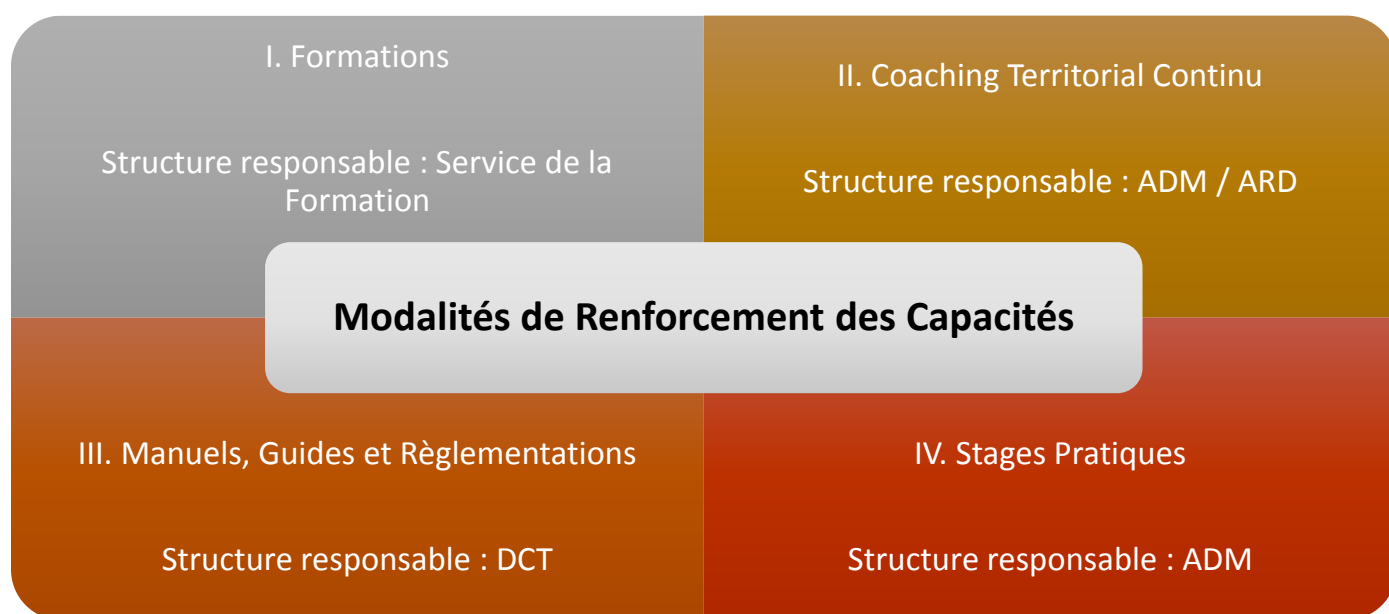 I. Formations
Structure responsable : Service de la
Formation
II. Coaching Territorial Continu
Structure responsable : ADM / ARD
Modalités de Renforcement des Capacités
III. Manuels, Guides et Règlementations
Structure responsable : DCT
IV. Stages Pratiques
Structure responsable : ADM